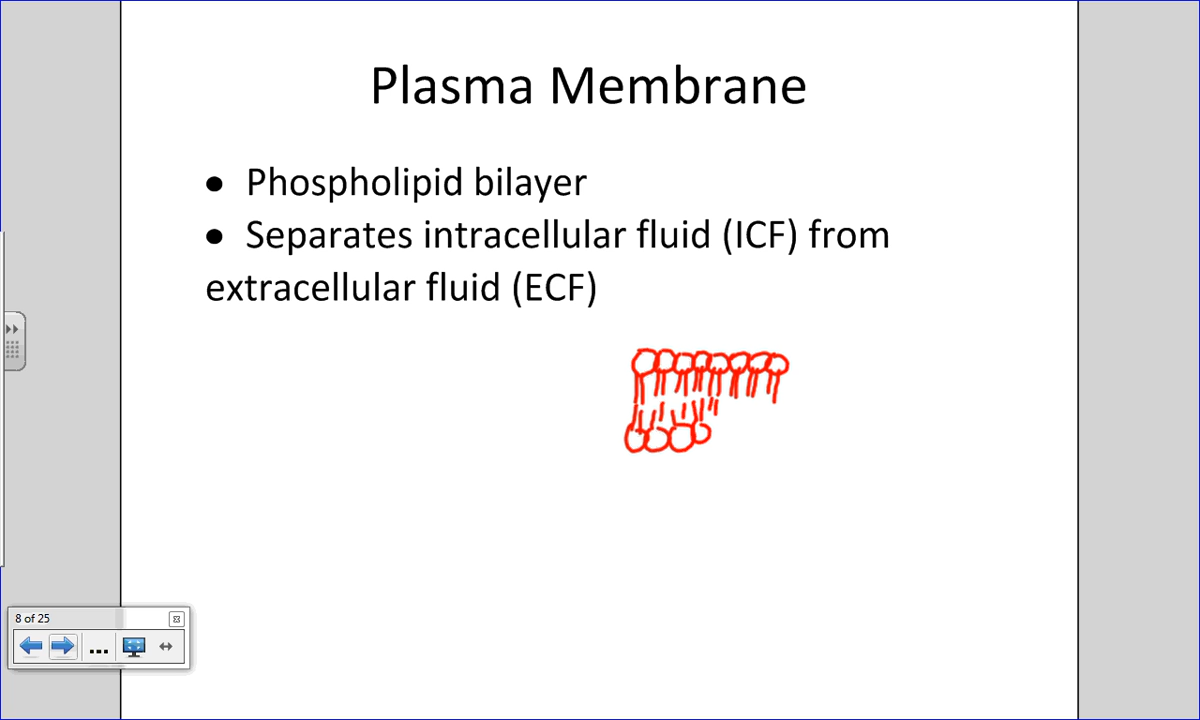 Plasma Membrane
• Phospholipid bilayer
• Separates intracellular fluid (ICF) from
extracellular fluid (ECF)
8 of 25
...